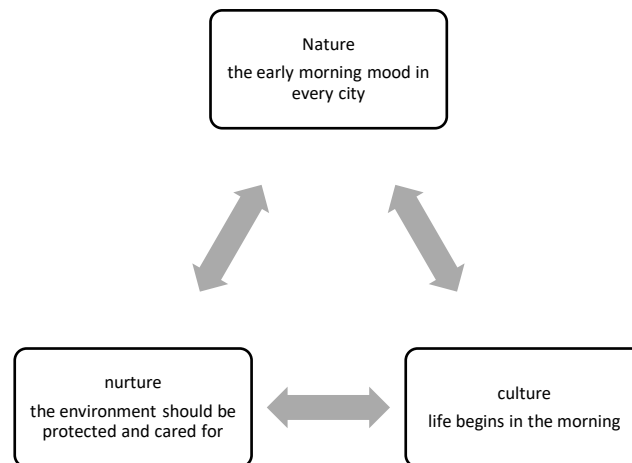 Nature
the early morning mood in
every city
nurture
the environment should be
protected and cared for
culture
life begins in the morning